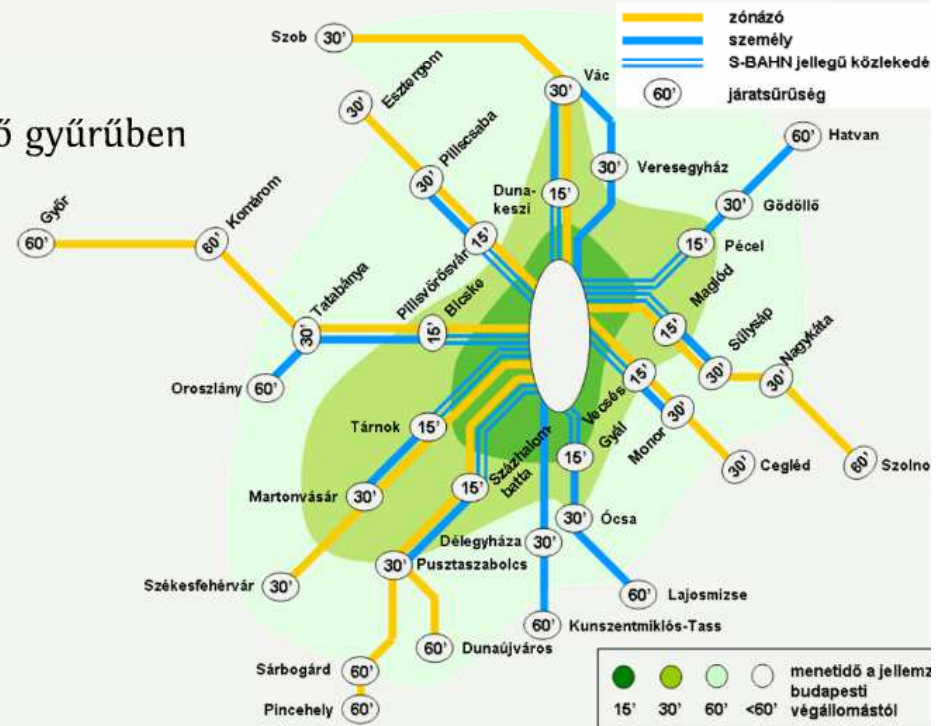 zónázó
személy
S-BAHN jellegű közlekedé
60' járatsűrűség
ő gyűrűben
Szob 30'
Vác
30'
Esztergom
30'
Piliscsaba
30'
Hatvan
60'
Veresegyház
30'
Duna-
keszi
15'
Gödöllő
30'
Pécel
15'
Győr
60'
Komárom
60'
Pilisvörösvár
15'
Tatabánya
30'
Bicske
15'
Maglód
15'
Sülysáp
30'
Nagykáta
30'
Oroszlány
60'
Vecsés
15'
Monor
30'
Cegléd
30'
Szolno
60'
Tárnok
15'
Gyál
15'
Százhalom-
batta
15'
Martonvásár
30'
Ócsa
30'
Délegyháza
30'
Pusztaszabolcs
30'
Székesfehérvár
30'
Lajosmizse
60'
Kunszentmiklós-Tass
60'
Dunaújváros
60'
Sárbogárd
60'
Pincehely
60'
menetidő a jellemz
budapesti
végállomástól
15' 30' 60' <60'